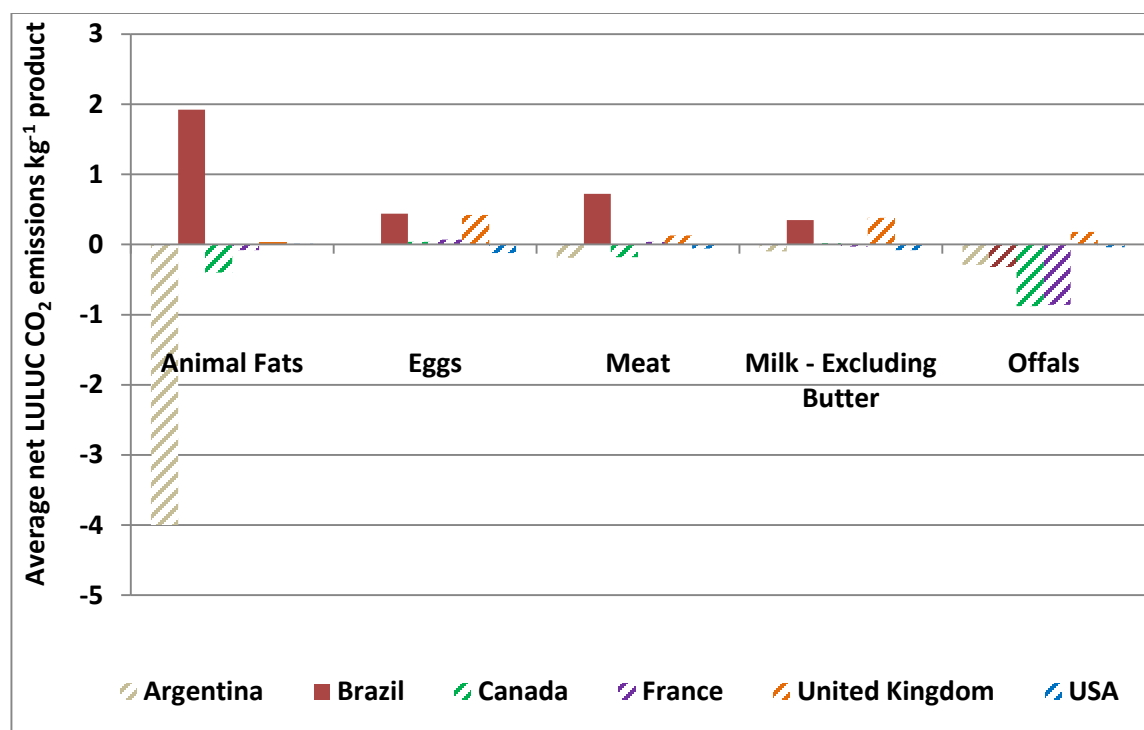 Average net LULUC CO₂ emissions kg⁻¹ product
3
2
1
0
-1
-2
-3
-4
-5
Animal Fats
Eggs
Meat
Milk - Excluding
Butter
Offals
Argentina Brazil Canada France United Kingdom USA